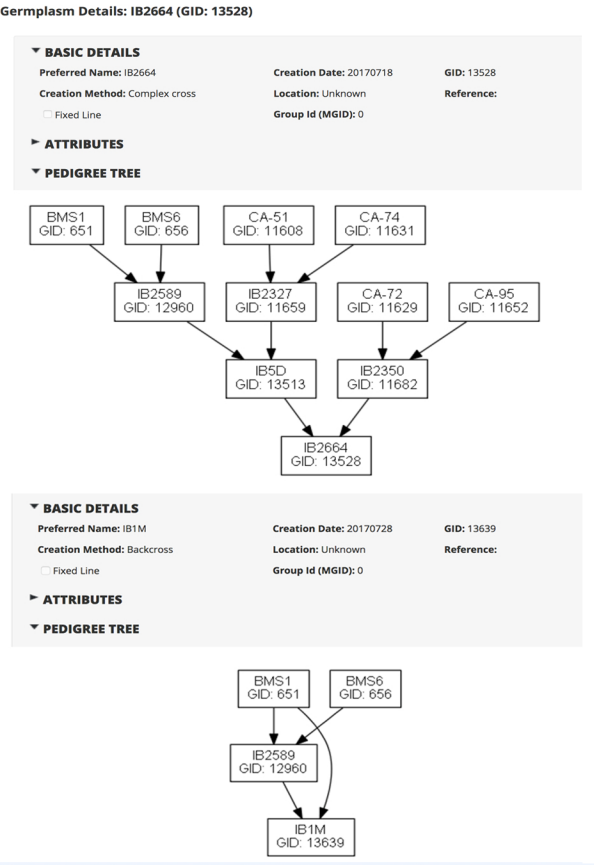 Germplasm Details: IB2664 (GID: 13528)
BASIC DETAILS
Preferred Name: IB2664 Creation Date: 20170718 GID: 13528
Creation Method: Complex cross Location: Unknown Reference:
Fixed Line Group Id (MGID): 0
ATTRIBUTES
PEDIGREE TREE
BMS1 BMS6 CA-51 CA-74
GID: 651 GID: 656 GID: 11608 GID: 11631
IB2589 IB2327 CA-72 CA-95
GID: 12960 GID: 11659 GID: 11629 GID: 11652
IB5D IB2350
GID: 13513 GID: 11682
IB2664
GID: 13528
BASIC DETAILS
Preferred Name: IB1M Creation Date: 20170728 GID: 13639
Creation Method: Backcross Location: Unknown Reference:
Fixed Line Group Id (MGID): 0
ATTRIBUTES
PEDIGREE TREE
BMS1 BMS6
GID: 651 GID: 656
IB2589
GID: 12960
IB1M
GID: 13639